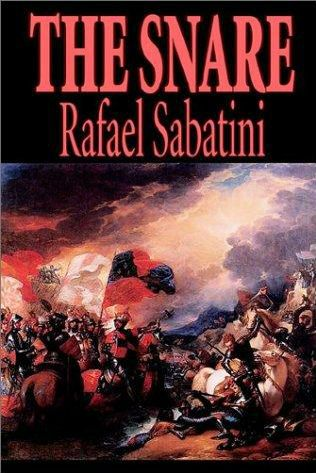 THE SNARE
Rafael Sabatini